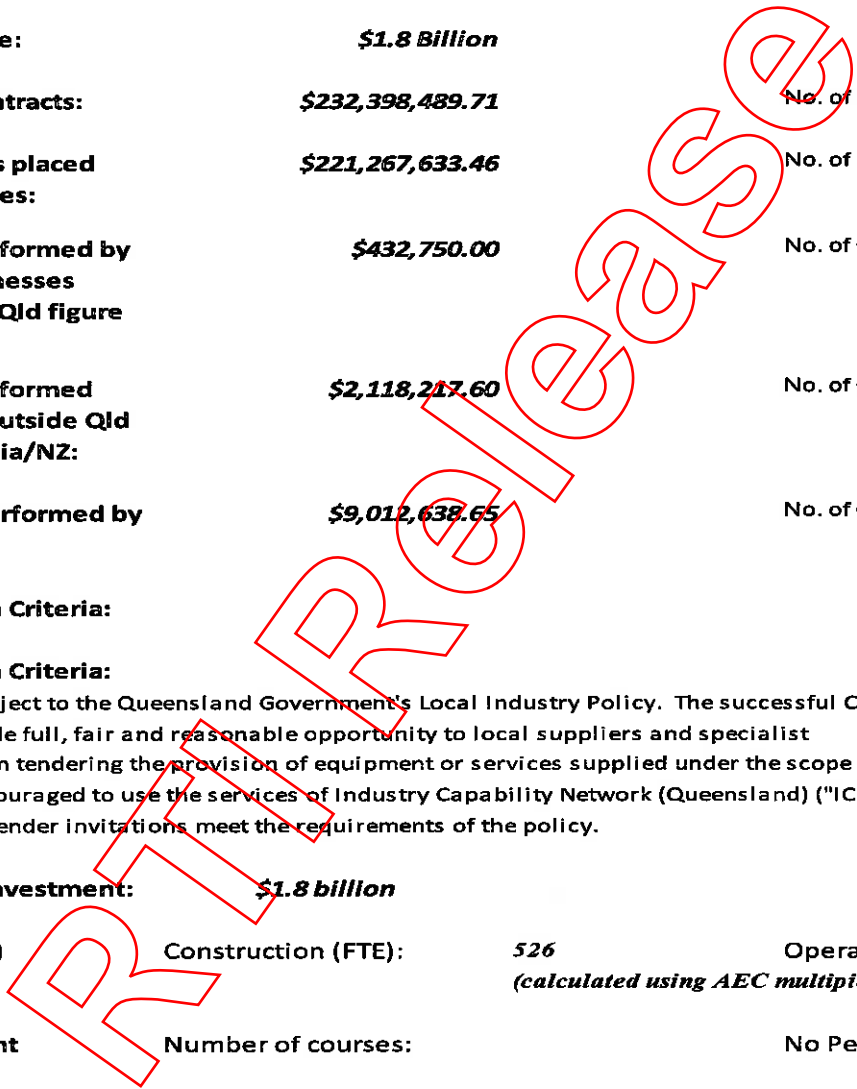 e: $1.8 Billion
ntracts: $232,398,489.71 No. of
s placed $221,267,633.46 No. of
es:
formed by $432,750.00 No. of
nesses
Qld figure
formed $2,118,217.60 No. of
utside Qld
ia/NZ:
rformed by $9,012,638.65 No. of
n Criteria:
n Criteria:
ject to the Queensland Government's Local Industry Policy. The successful C
le full, fair and reasonable opportunity to local suppliers and specialist
n tendering the provision of equipment or services supplied under the scope
couraged to use the services of Industry Capability Network (Queensland) ("IC
ender invitations meet the requirements of the policy.
nvestment: $1.8 billion
) Construction (FTE): 526 Opera
(calculated using AEC multipi
nt Number of courses: No Pe
RTI Release